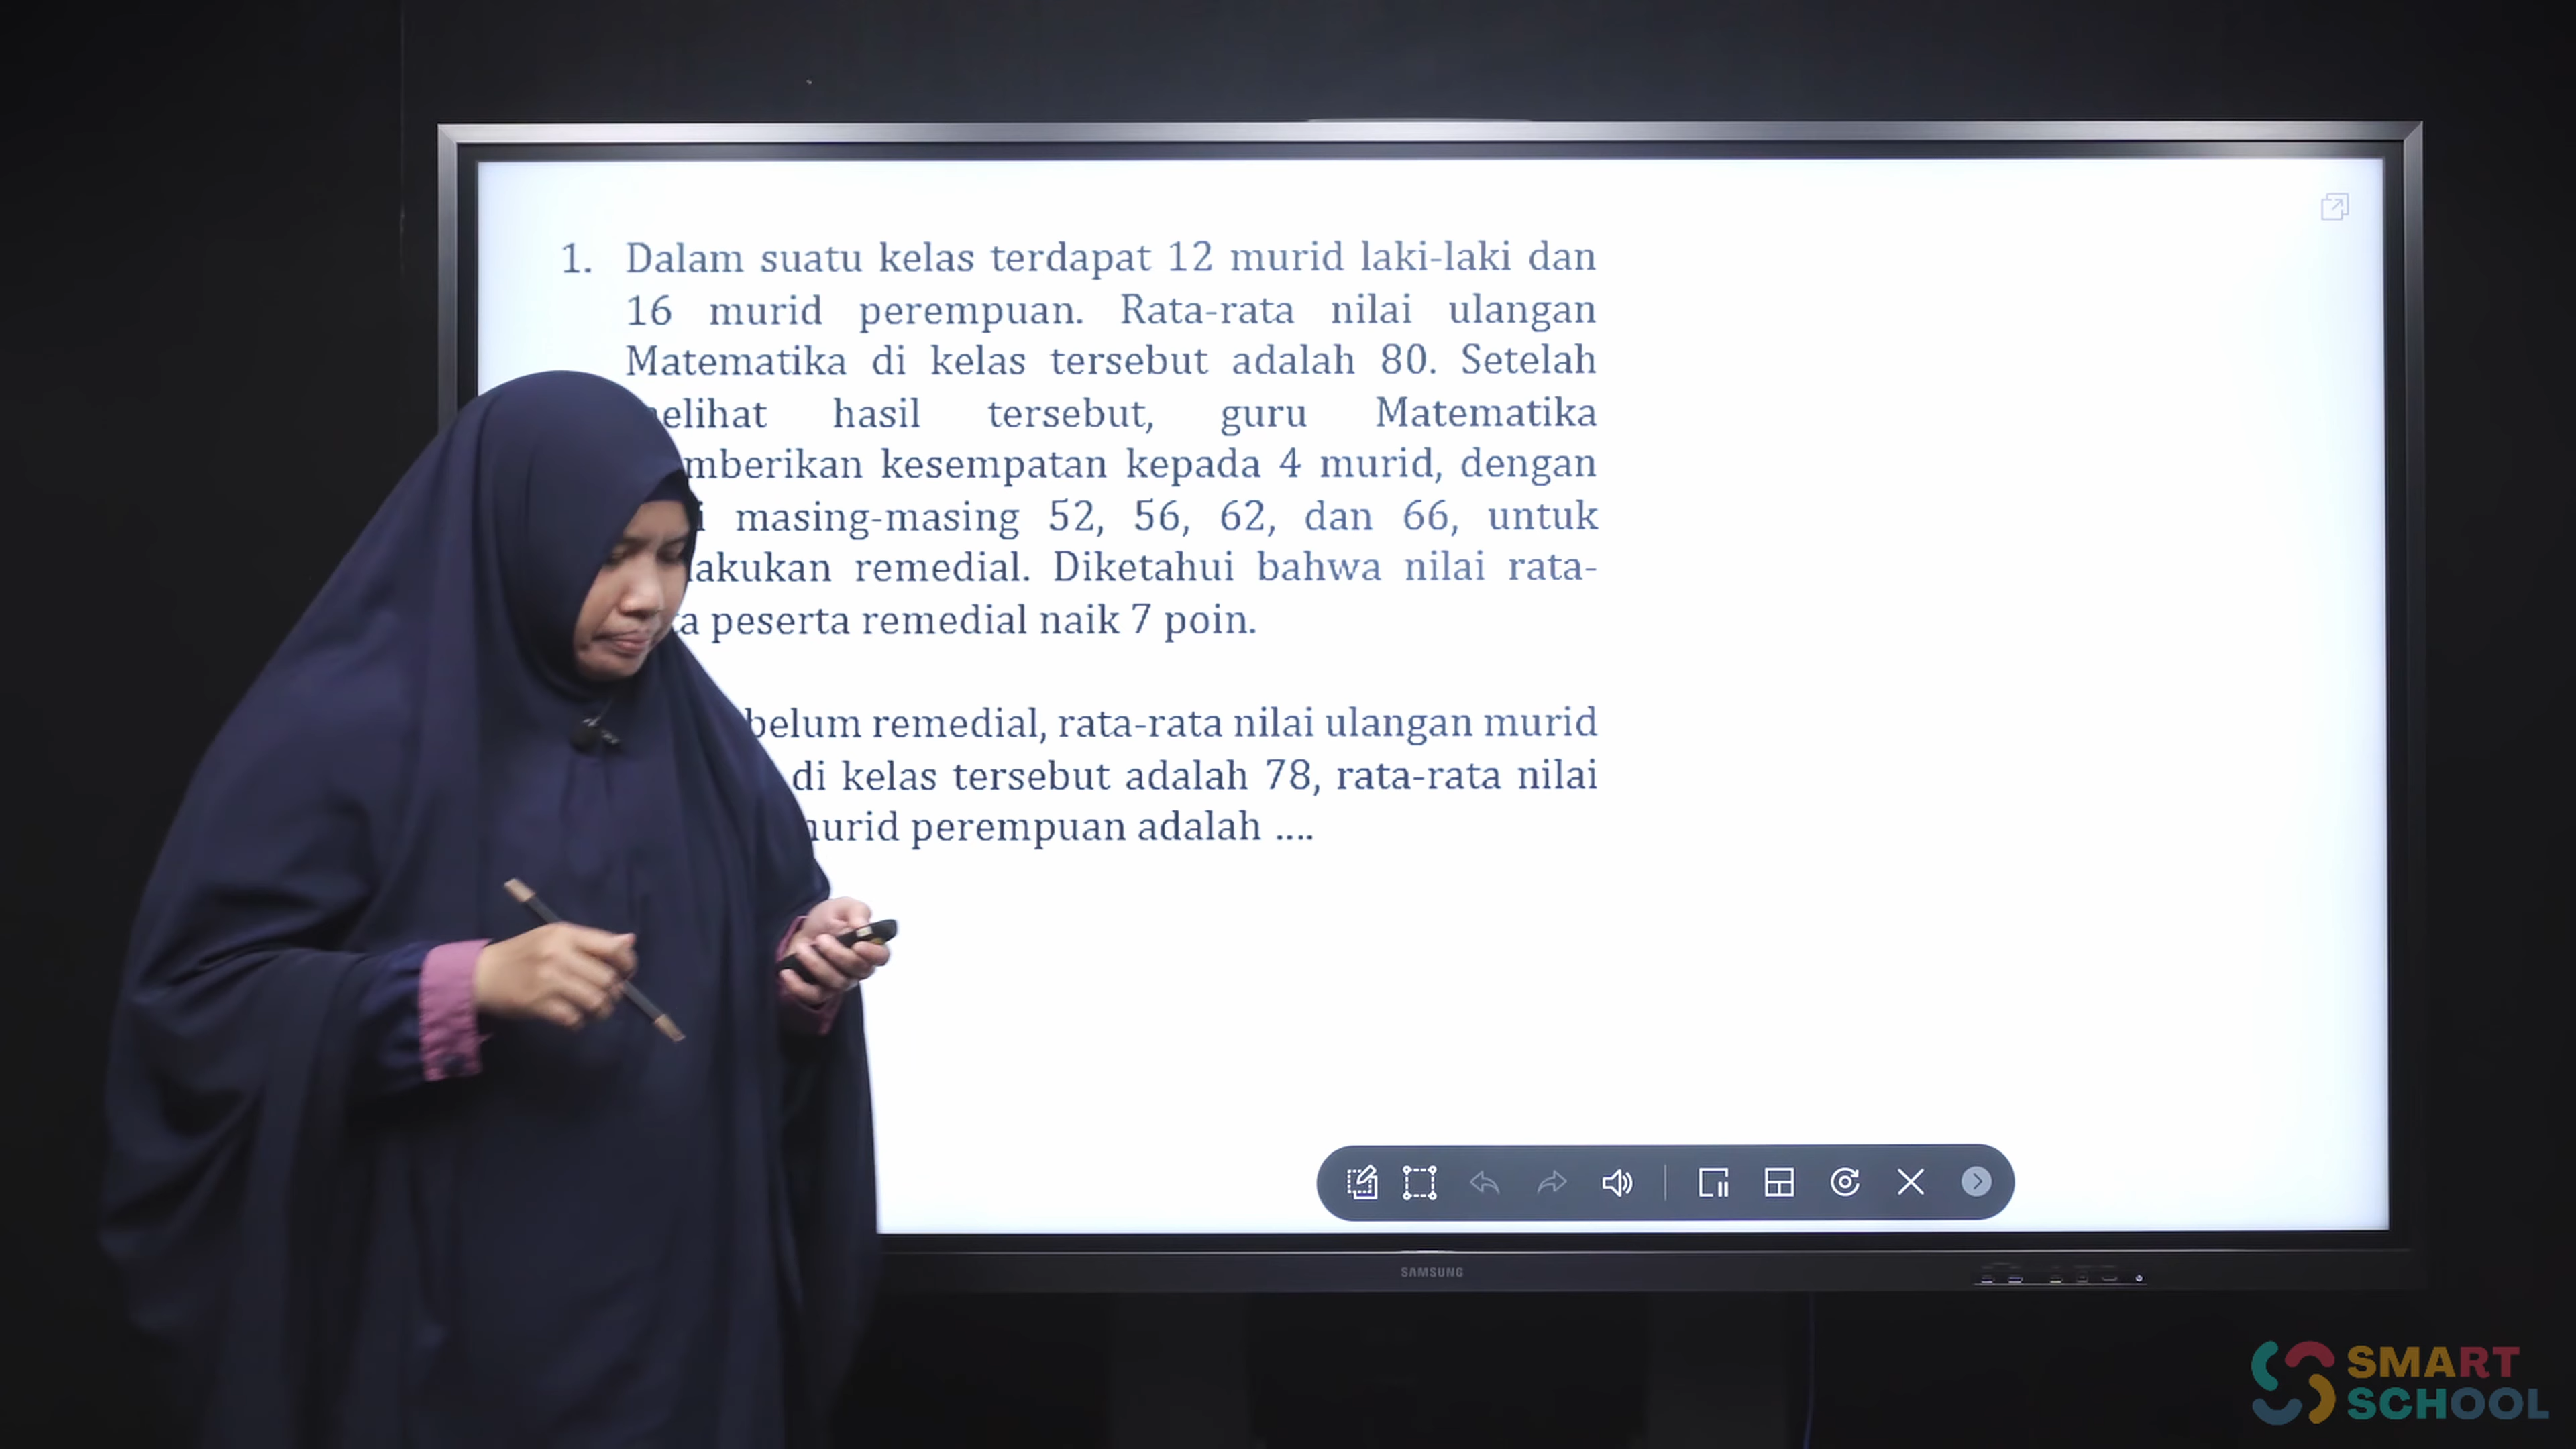 1. Dalam suatu kelas terdapat 12 murid laki-laki dan
16 murid perempuan. Rata-rata nilai ulangan
Matematika di kelas tersebut adalah 80. Setelah
elihat hasil tersebut, guru Matematika
mberikan kesempatan kepada 4 murid, dengan
i masing-masing 52, 56, 62, dan 66, untuk
akukan remedial. Diketahui bahwa nilai rata-
a peserta remedial naik 7 poin.
belum remedial, rata-rata nilai ulangan murid
di kelas tersebut adalah 78, rata-rata nilai
urid perempuan adalah ....
SAMSUNG
SMART
SCHOOL